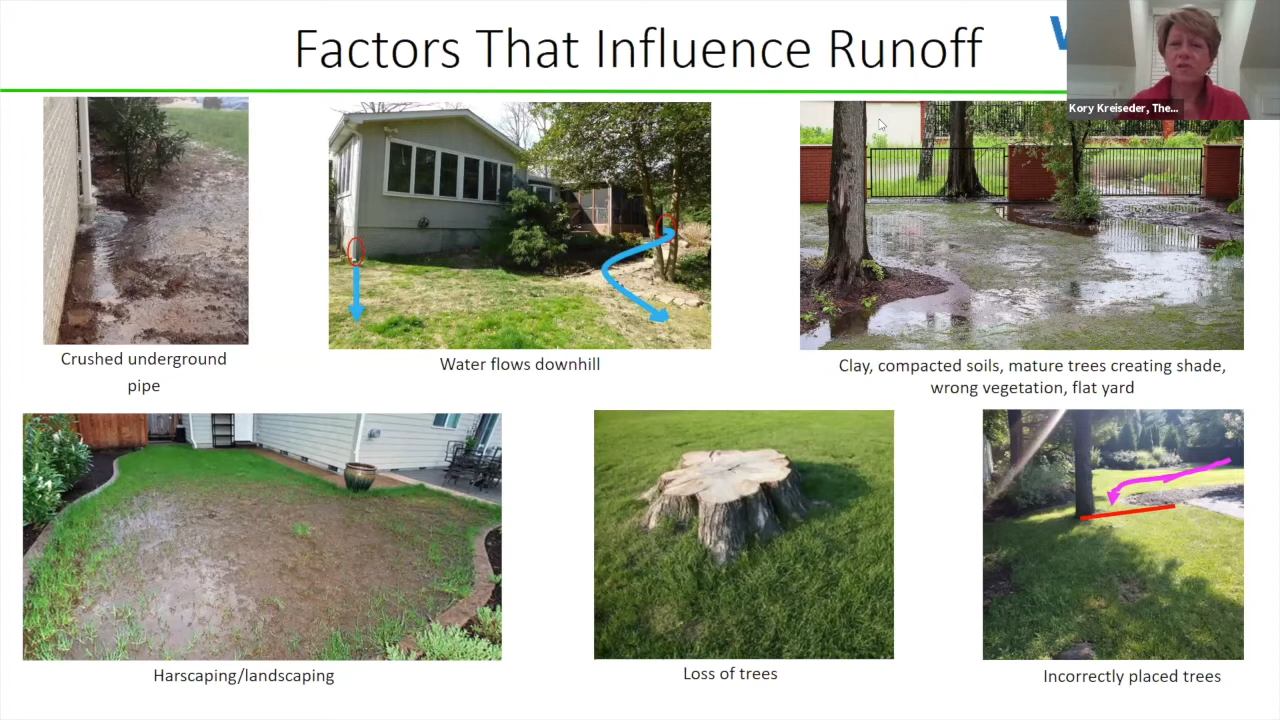 Factors That Influence Runoff
Kory Kreiseder, The...
Crushed underground
pipe
Water flows downhill
Clay, compacted soils, mature trees creating shade,
wrong vegetation, flat yard
Harscaping/landscaping
Loss of trees
Incorrectly placed trees